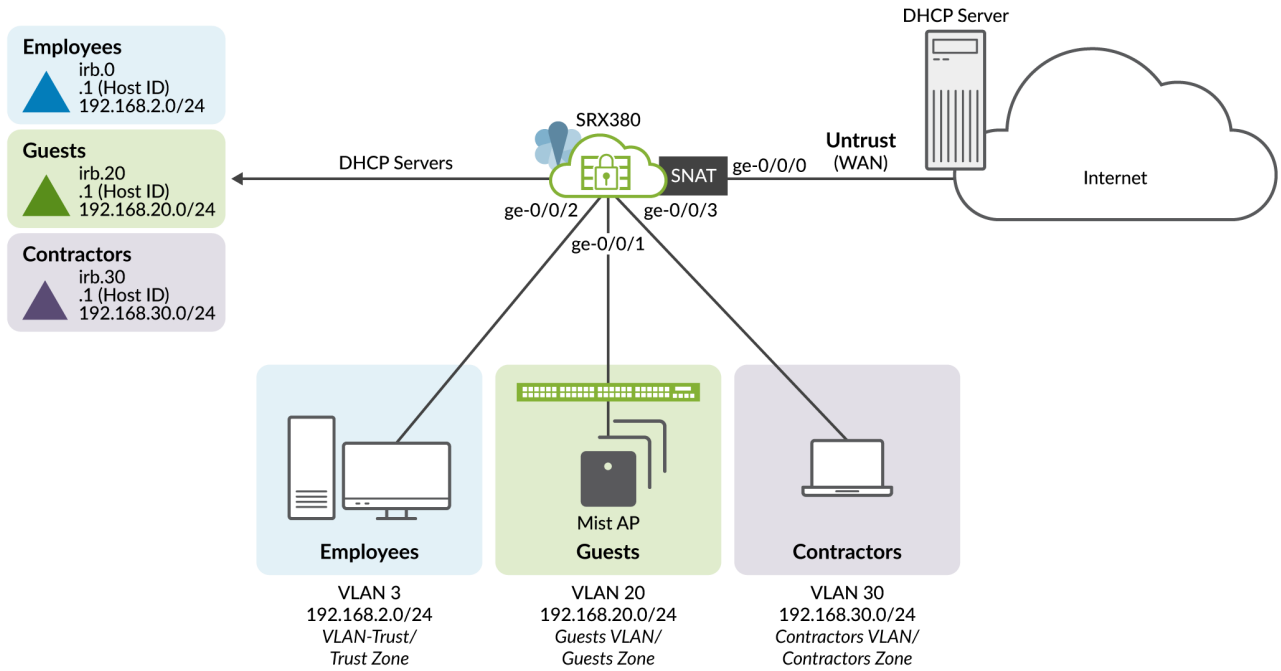 DHCP Server
Employees
irb.0
.1 (Host ID)
192.168.2.0/24
Guests
irb.20
.1 (Host ID)
192.168.20.0/24
Contractors
irb.30
.1 (Host ID)
192.168.30.0/24
DHCP Servers
SRX380
SNAT
ge-0/0/0
Untrust
(WAN)
Internet
ge-0/0/2
ge-0/0/3
ge-0/0/1
Mist AP
Employees
Guests
Contractors
VLAN 3
192.168.2.0/24
VLAN-Trust/
Trust Zone
VLAN 20
192.168.20.0/24
Guests VLAN/
Guests Zone
VLAN 30
192.168.30.0/24
Contractors VLAN/
Contractors Zone